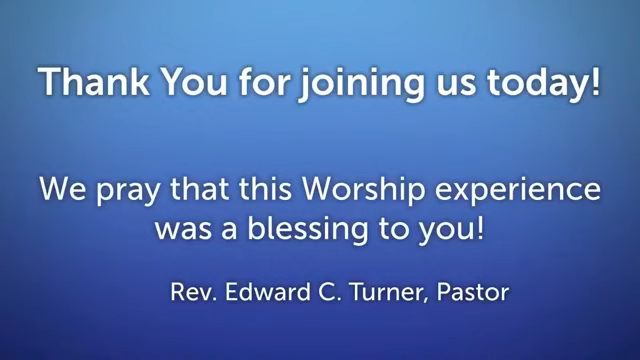 Thank You for joining us today!
We pray that this Worship experience
was a blessing to you!
Rev. Edward C. Turner, Pastor